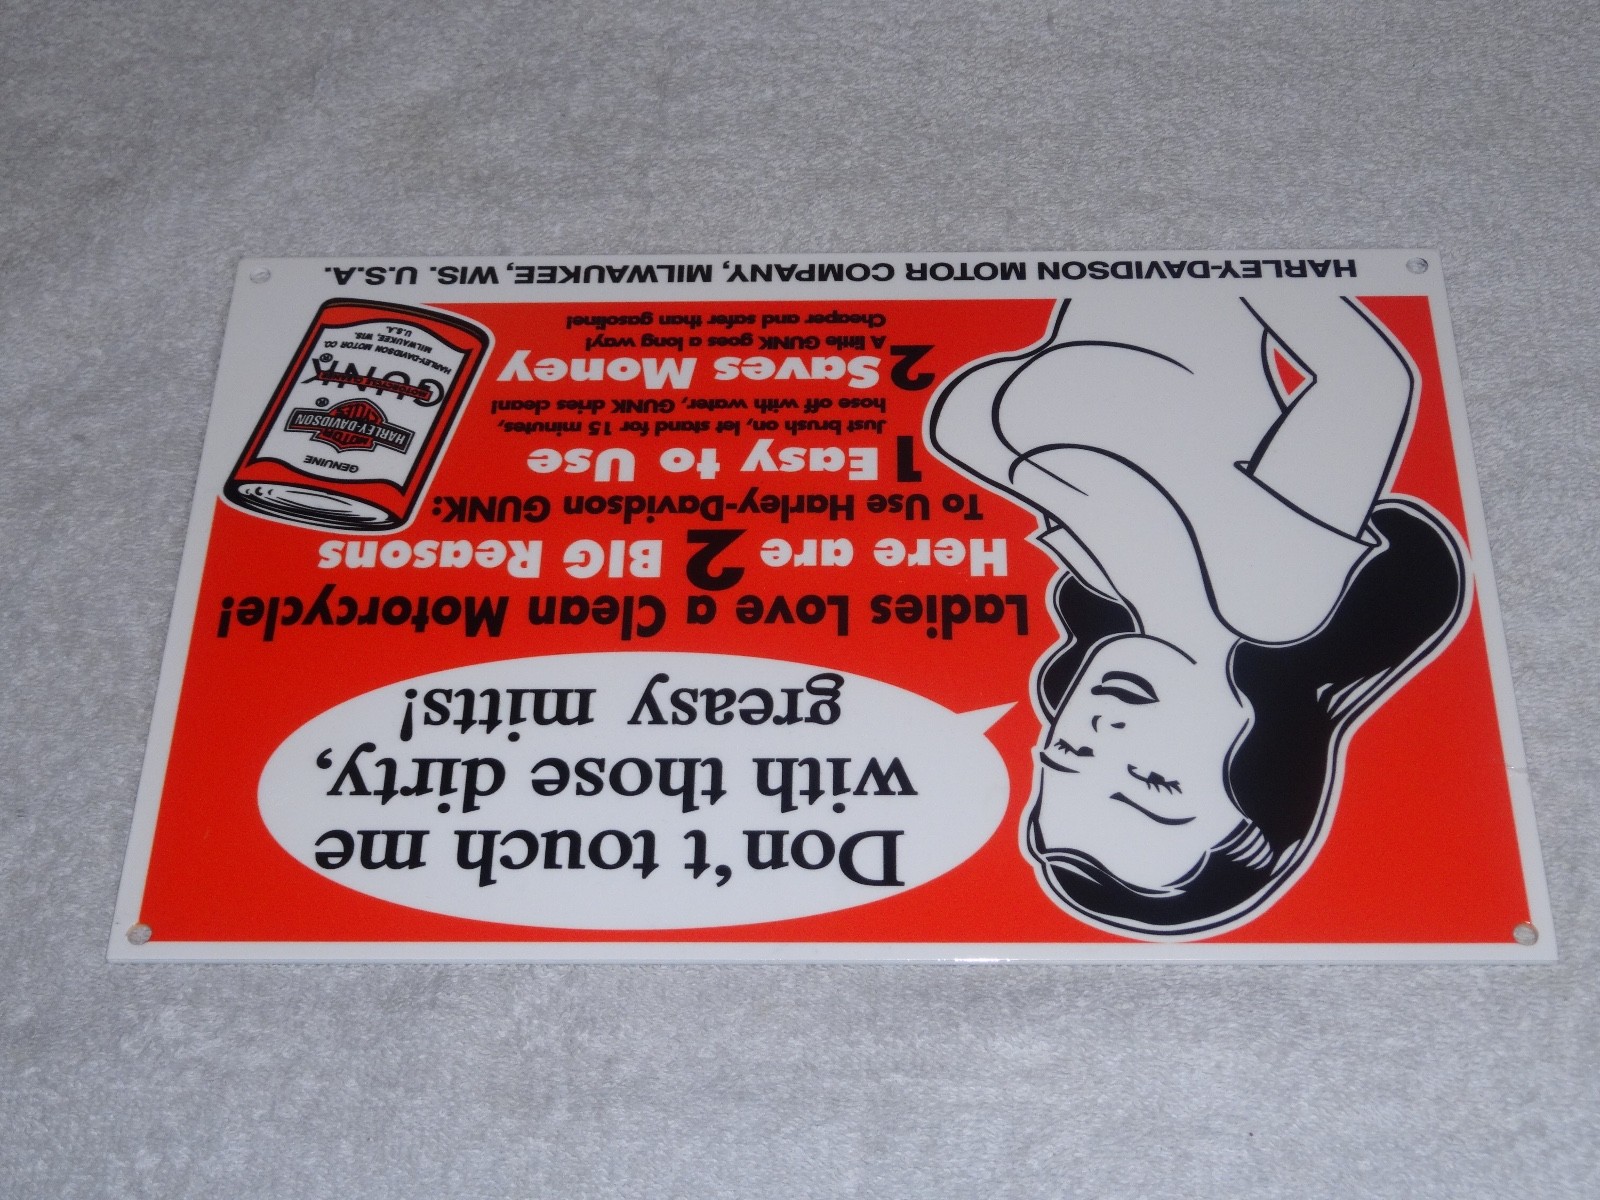 Don't touch me
with those dirty,
greasy mitts!
Ladies Love a Clean Motorcycle!
Here are 2 BIG Reasons
To Use Harley-Davidson GUNK:
1 Easy to Use
Just brush on, let stand for 15 minutes,
hose off with water, GUNK dries clean!
2 Saves Money
A little GUNK goes a long way!
Cheaper and safer than gasoline!
GENUINE
MOTOR
HARLEY-DAVIDSON
®
GUNK®
HARLEY-DAVIDSON MOTOR CO.
MILWAUKEE, WIS.
U.S.A.
HARLEY-DAVIDSON MOTOR COMPANY, MILWAUKEE, WIS. U.S.A.